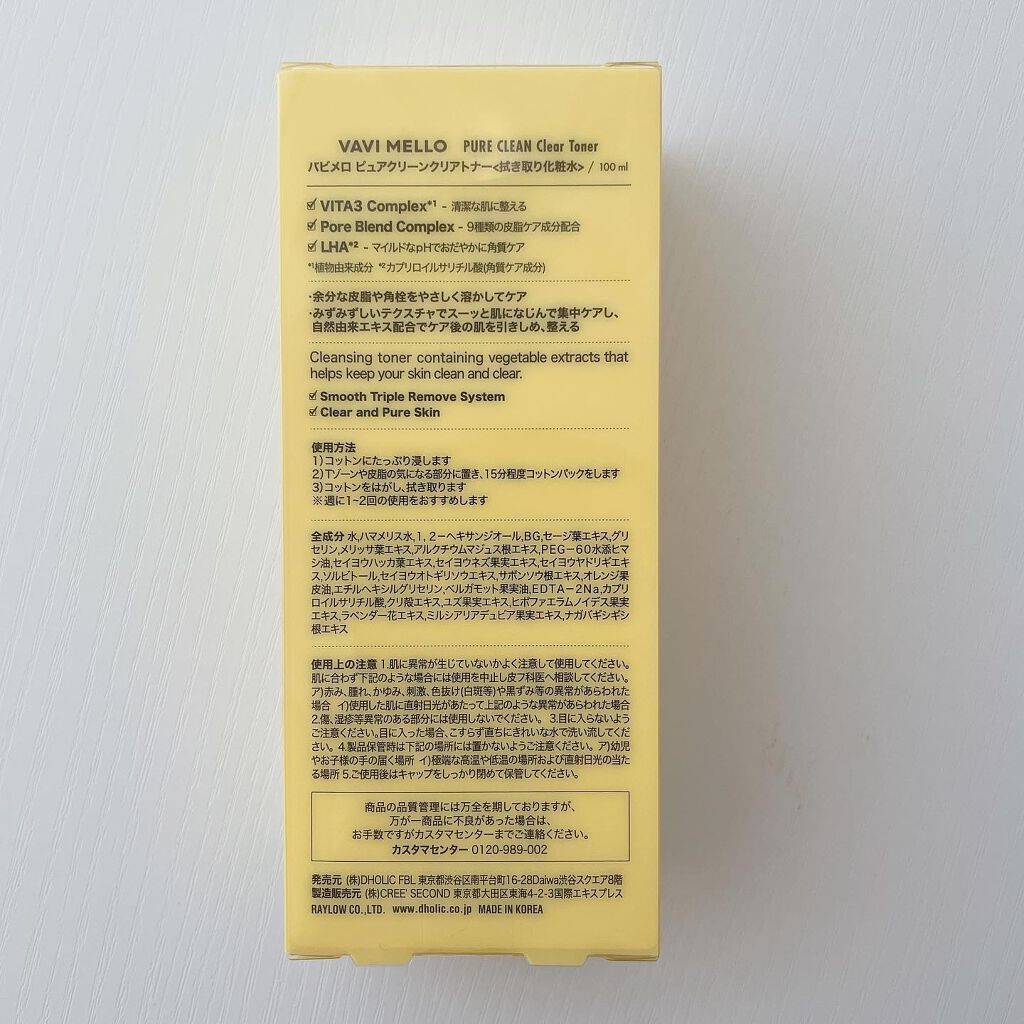 VAVI MELLO PURE CLEAN Clear Toner
バビメロ ピュアクリーンクリアトナー<拭き取り化粧水> / 100 ml
VITA3 Complex*1 - 清潔な肌に整える
Pore Blend Complex - 9種類の皮脂ケア成分配合
LHA*2 - マイルドなpHでおだやかに角質ケア
*1植物由来成分 *2カプリロイルサリチル酸(角質ケア成分)
・余分な皮脂や角栓をやさしく溶かしてケア
・みずみずしいテクスチャでスーッと肌になじんで集中ケアし、
自然由来エキス配合でケア後の肌を引きしめ、整える
Cleansing toner containing vegetable extracts that
helps keep your skin clean and clear.
Smooth Triple Remove System
Clear and Pure Skin
使用方法
1)コットンにたっぷり浸します
2)Tゾーンや皮脂の気になる部分に置き、15分程度コットンパックをします
3)コットンをはがし、拭き取ります
※週に1~2回の使用をおすすめします
全成分 水,ハマメリス水,1,2-ヘキサンジオール,BG,セージ葉エキス,グリ
セリン,メリッサ葉エキス,アルクチウムマジュス根エキス,PEG-60水添ヒマ
シ油,セイヨウハッカ葉エキス,セイヨウネズ果実エキス,セイヨウヤドリギエキ
ス,ソルビトール,セイヨウオトギリソウエキス,サボンソウ根エキス,オレンジ果
皮油,エチルヘキシルグリセリン,ベルガモット果実油,EDTA-2Na,カプリ
ロイルサリチル酸,クリ殻エキス,ユズ果実エキス,ヒポファエラムノイデス果実
エキス,ラベンダー花エキス,ミルシアリアデュビア果実エキス,ナガバギシギシ
根エキス
使用上の注意 1.肌に異常が生じていないかよく注意して使用してください。
肌に合わず下記のような場合には使用を中止し皮フ科医へ相談してください。
ア)赤み、腫れ、かゆみ、刺激、色抜け(白斑等)や黒ずみ等の異常があらわれた
場合 イ)使用した肌に直射日光があたって上記のような異常があらわれた場合
2.傷、湿疹等異常のある部分には使用しないでください。 3.目に入らないよう
ご注意ください。目に入った場合、こすらず直ちにきれいな水で洗い流してくだ
さい。 4.製品保管時は下記の場所には置かないようご注意ください。 ア)幼児
やお子様の手の届く場所 イ)極端な高温や低温の場所および直射日光の当た
る場所 5.ご使用後はキャップをしっかり閉めて保管してください。
商品の品質管理には万全を期しておりますが、
万が一商品に不良があった場合は、
お手数ですがカスタマセンターまでご連絡ください。
カスタマセンター 0120-989-002
発売元 (株)DHOLIC FBL 東京都渋谷区南平台町16-28Daiwa渋谷スクエア8階
製造販売元 (株)CREE' SECOND 東京都大田区東海4-2-3国際エキスプレス
RAYLOW CO.,LTD. www.dholic.co.jp MADE IN KOREA